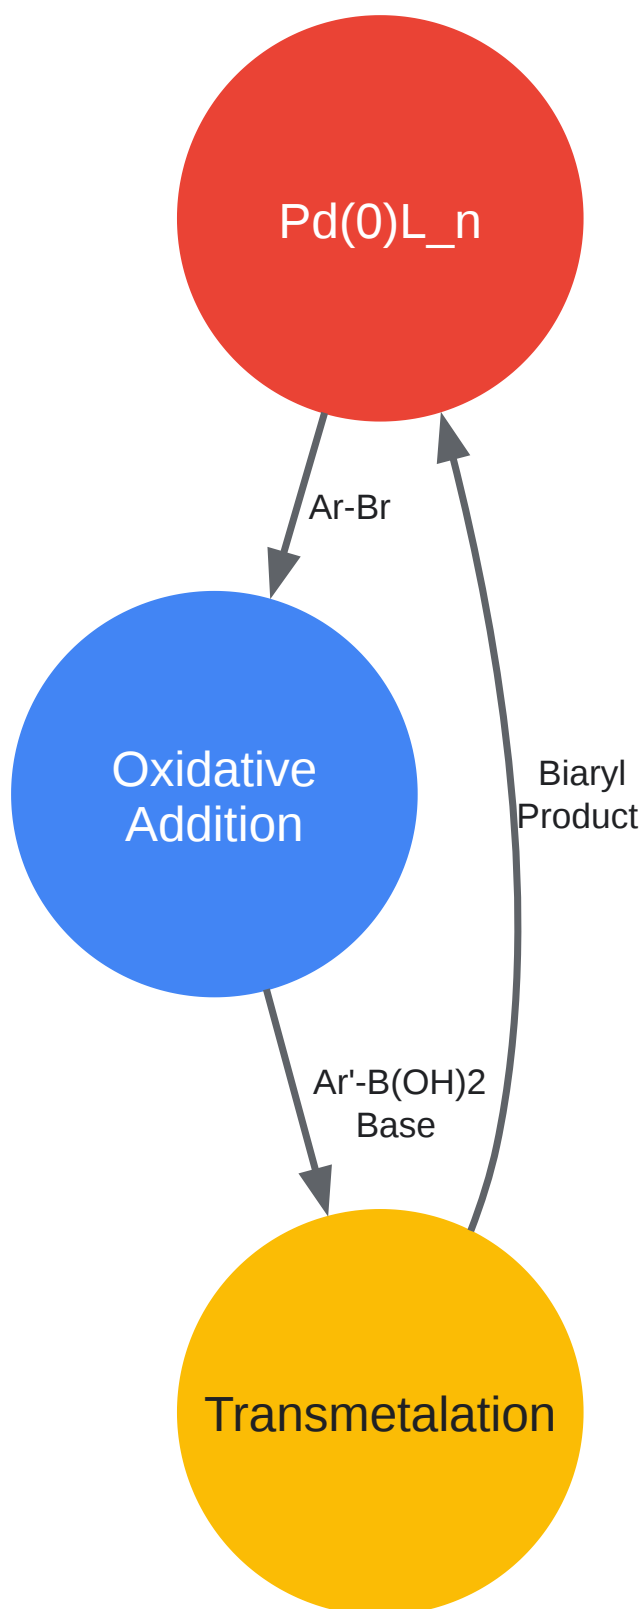 Pd(0)L_n
Ar-Br
Oxidative
Addition
Biaryl
Product
Ar'-B(OH)2
Base
Transmetalation